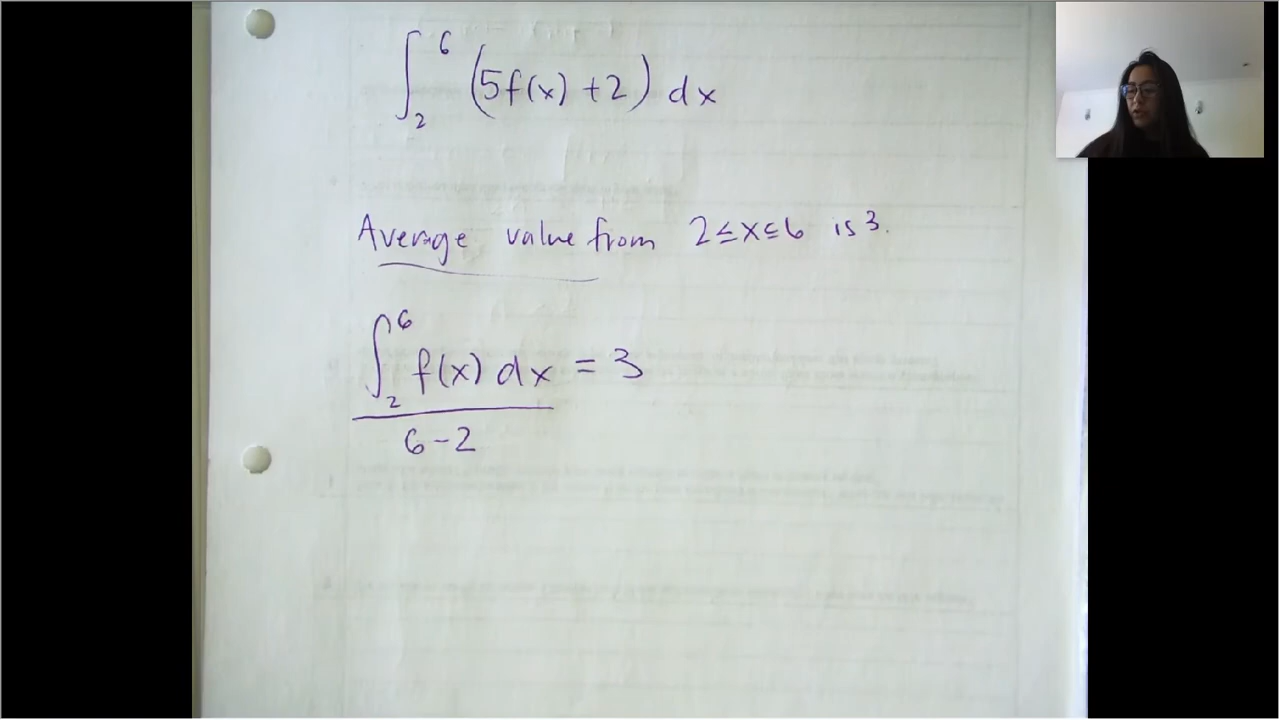 ∫₂⁶ (5f(x) + 2) dx
Average value from 2≤x≤6 is 3.
∫₂⁶ f(x) dx = 3
6-2